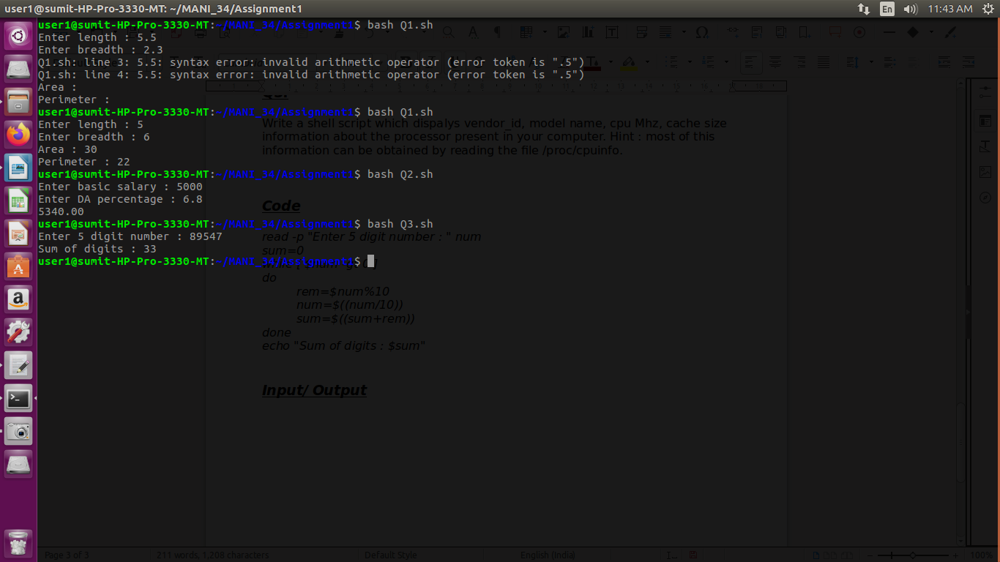 user1@sumit-HP-Pro-3330-MT: ~/MANI_34/Assignment1
En
11:43 AM
user1@sumit-HP-Pro-3330-MT:~/MANI_34/Assignment1$ bash Q1.sh
Enter length : 5.5
Enter breadth : 2.3
Q1.sh: line 3: 5.5: syntax error: invalid arithmetic operator (error token is ".5")
Q1.sh: line 4: 5.5: syntax error: invalid arithmetic operator (error token is ".5")
Area :
Perimeter :
user1@sumit-HP-Pro-3330-MT:~/MANI_34/Assignment1$ bash Q1.sh
Enter length : 5
Enter breadth : 6
Area : 30
Perimeter : 22
user1@sumit-HP-Pro-3330-MT:~/MANI_34/Assignment1$ bash Q2.sh
Enter basic salary : 5000
Enter DA percentage : 6.8
5340.00
user1@sumit-HP-Pro-3330-MT:~/MANI_34/Assignment1$ bash Q3.sh
Enter 5 digit number : 89547
Sum of digits : 33
user1@sumit-HP-Pro-3330-MT:~/MANI_34/Assignment1$
Write a shell script which dispalys vendor_id, model name, cpu Mhz, cache size
information about the processor present in your computer. Hint : most of this
information can be obtained by reading the file /proc/cpuinfo.
Code
read -p "Enter 5 digit number : " num
sum=0
do
rem=$num%10
num=$((num/10))
sum=$((sum+rem))
done
echo "Sum of digits : $sum"
Input/ Output
Page 3 of 3
211 words, 1,208 characters
Default Style
English (India)
100%